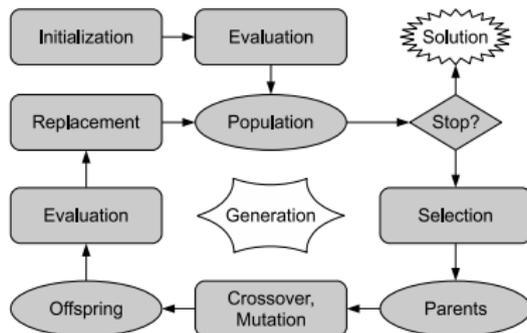 Initialization
Evaluation
Solution
Replacement
Population
Stop?
Evaluation
Generation
Selection
Offspring
Crossover,
Mutation
Parents